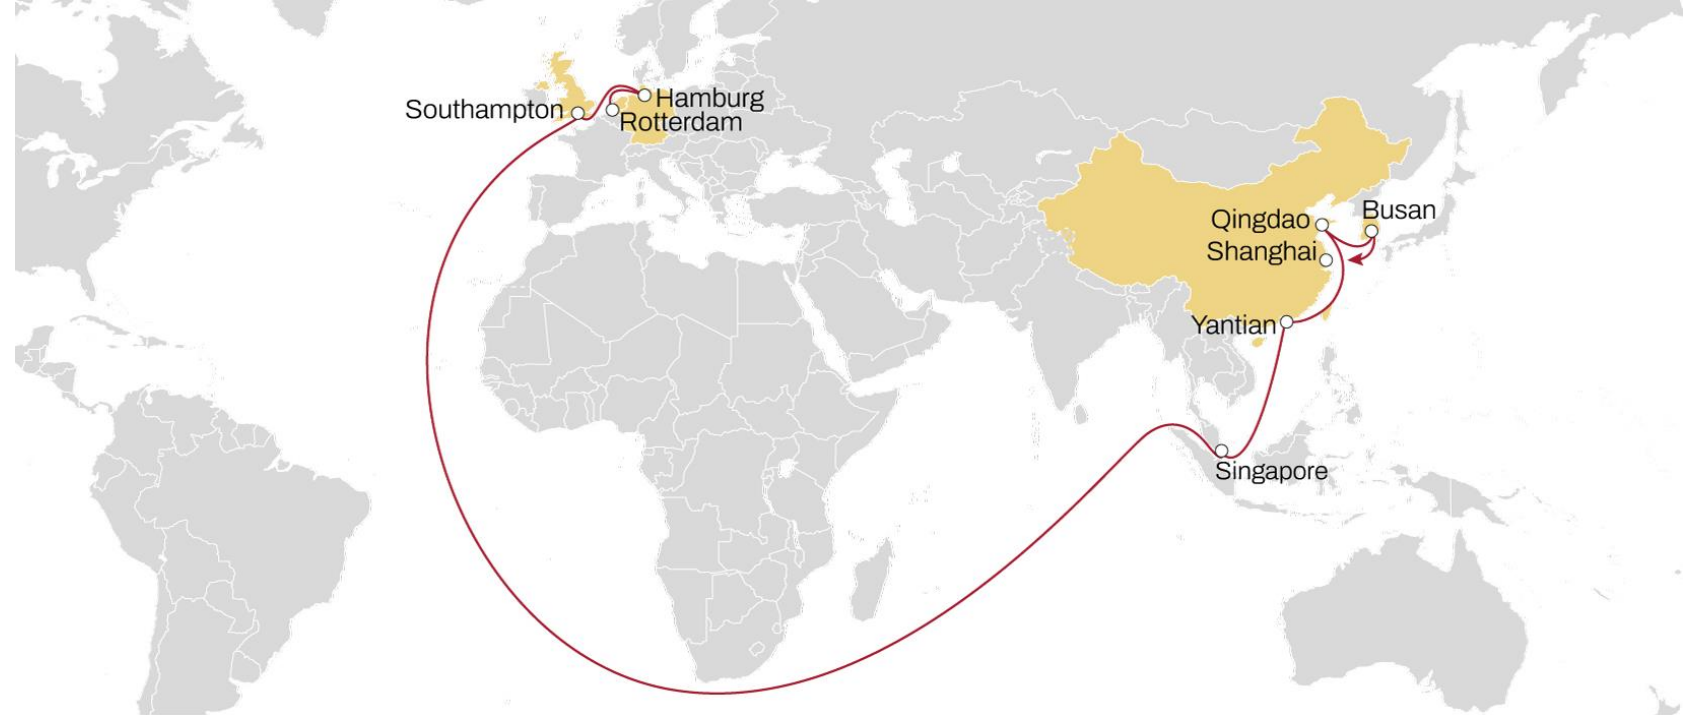 Southampton
Hamburg
Rotterdam
Qingdao
Busan
Shanghai
Yantian
Singapore